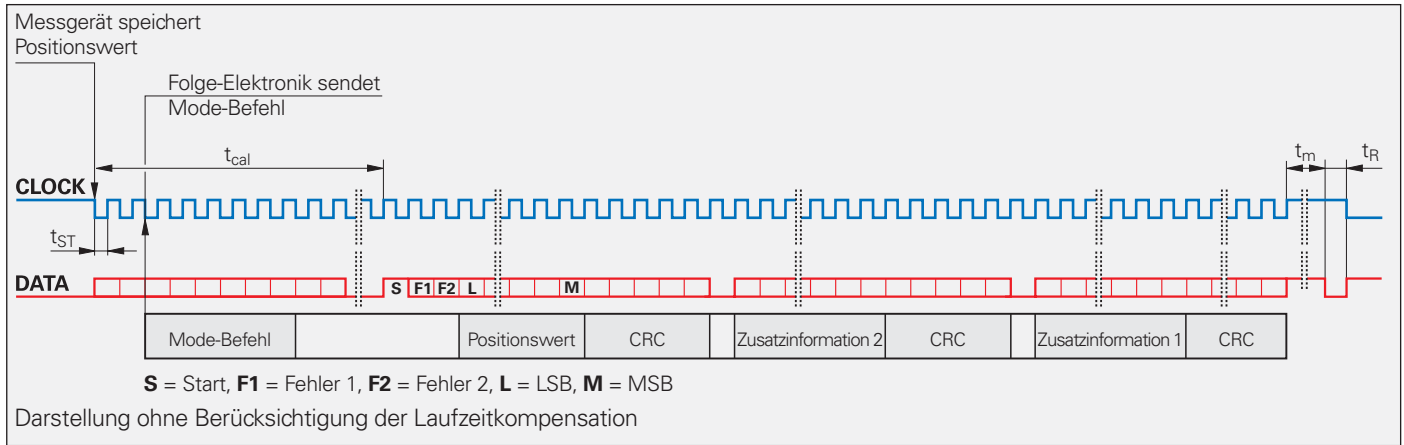 Messgerät speichert
Positionswert
Folge-Elektronik sendet
Mode-Befehl
t_cal
t_m
t_R
CLOCK
t_ST
DATA
S F1 F2 L M
Mode-Befehl
Positionswert
CRC
Zusatzinformation 2
CRC
Zusatzinformation 1
CRC
S = Start, F1 = Fehler 1, F2 = Fehler 2, L = LSB, M = MSB
Darstellung ohne Berücksichtigung der Laufzeitkompensation